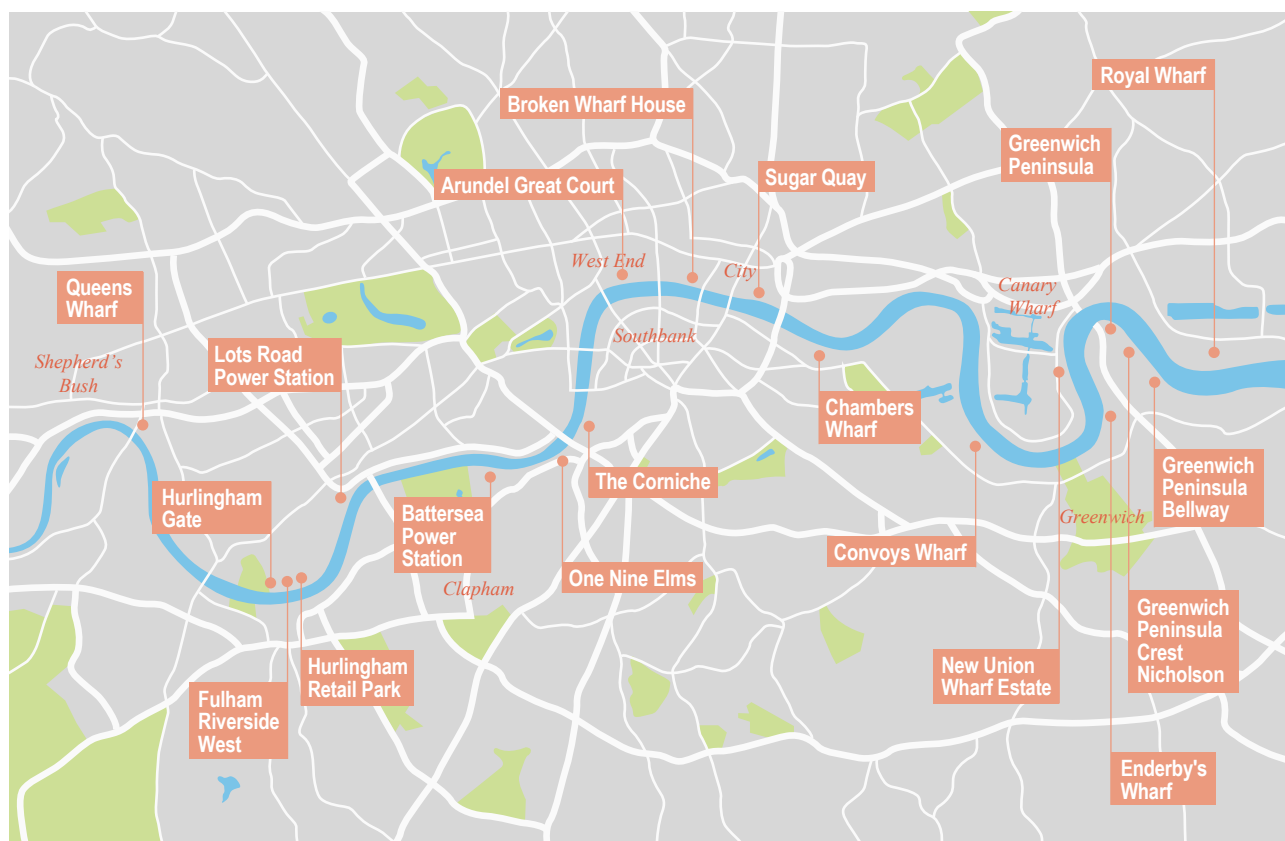 Royal Wharf
Broken Wharf House
Greenwich
Peninsula
Sugar Quay
Arundel Great Court
West End
City
Canary
Wharf
Queens
Wharf
Southbank
Shepherd's
Bush
Lots Road
Power Station
Chambers
Wharf
The Corniche
Greenwich
Peninsula
Bellway
Hurlingham
Gate
Battersea
Power
Station
Greenwich
Convoys Wharf
One Nine Elms
Clapham
Greenwich
Peninsula
Crest
Nicholson
Hurlingham
Retail Park
New Union
Wharf Estate
Fulham
Riverside
West
Enderby's
Wharf